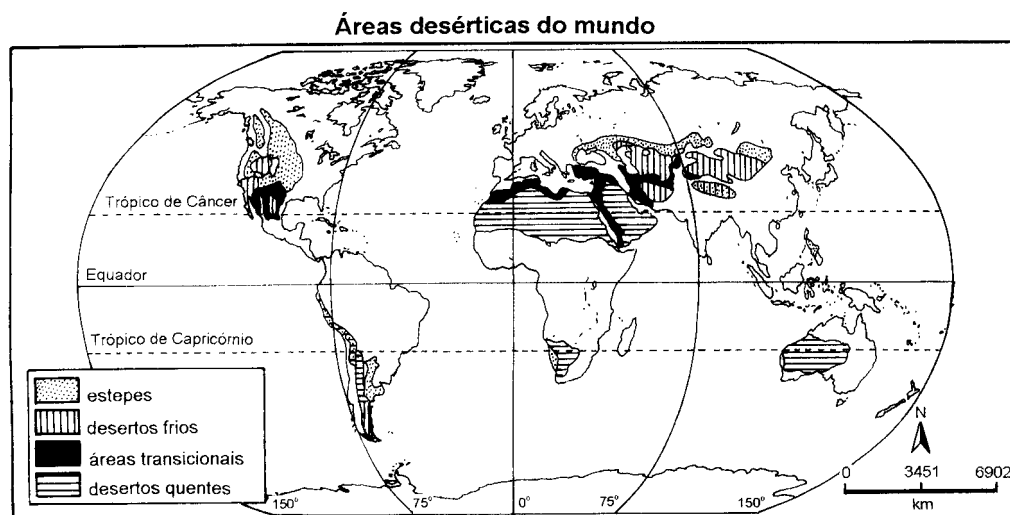 Áreas desérticas do mundo
Trópico de Câncer
Equador
Trópico de Capricórnio
estepes
desertos frios
áreas transicionais
desertos quentes
N
0 3451 6902
km
150° 75° 0° 75° 150°